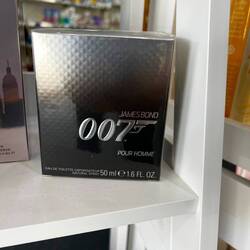 JAMES BOND
007
POUR HOMME
EAU DE TOILETTE VAPORISATEUR
NATURAL SPRAY 50 ml ℮ 1.6 FL. OZ.